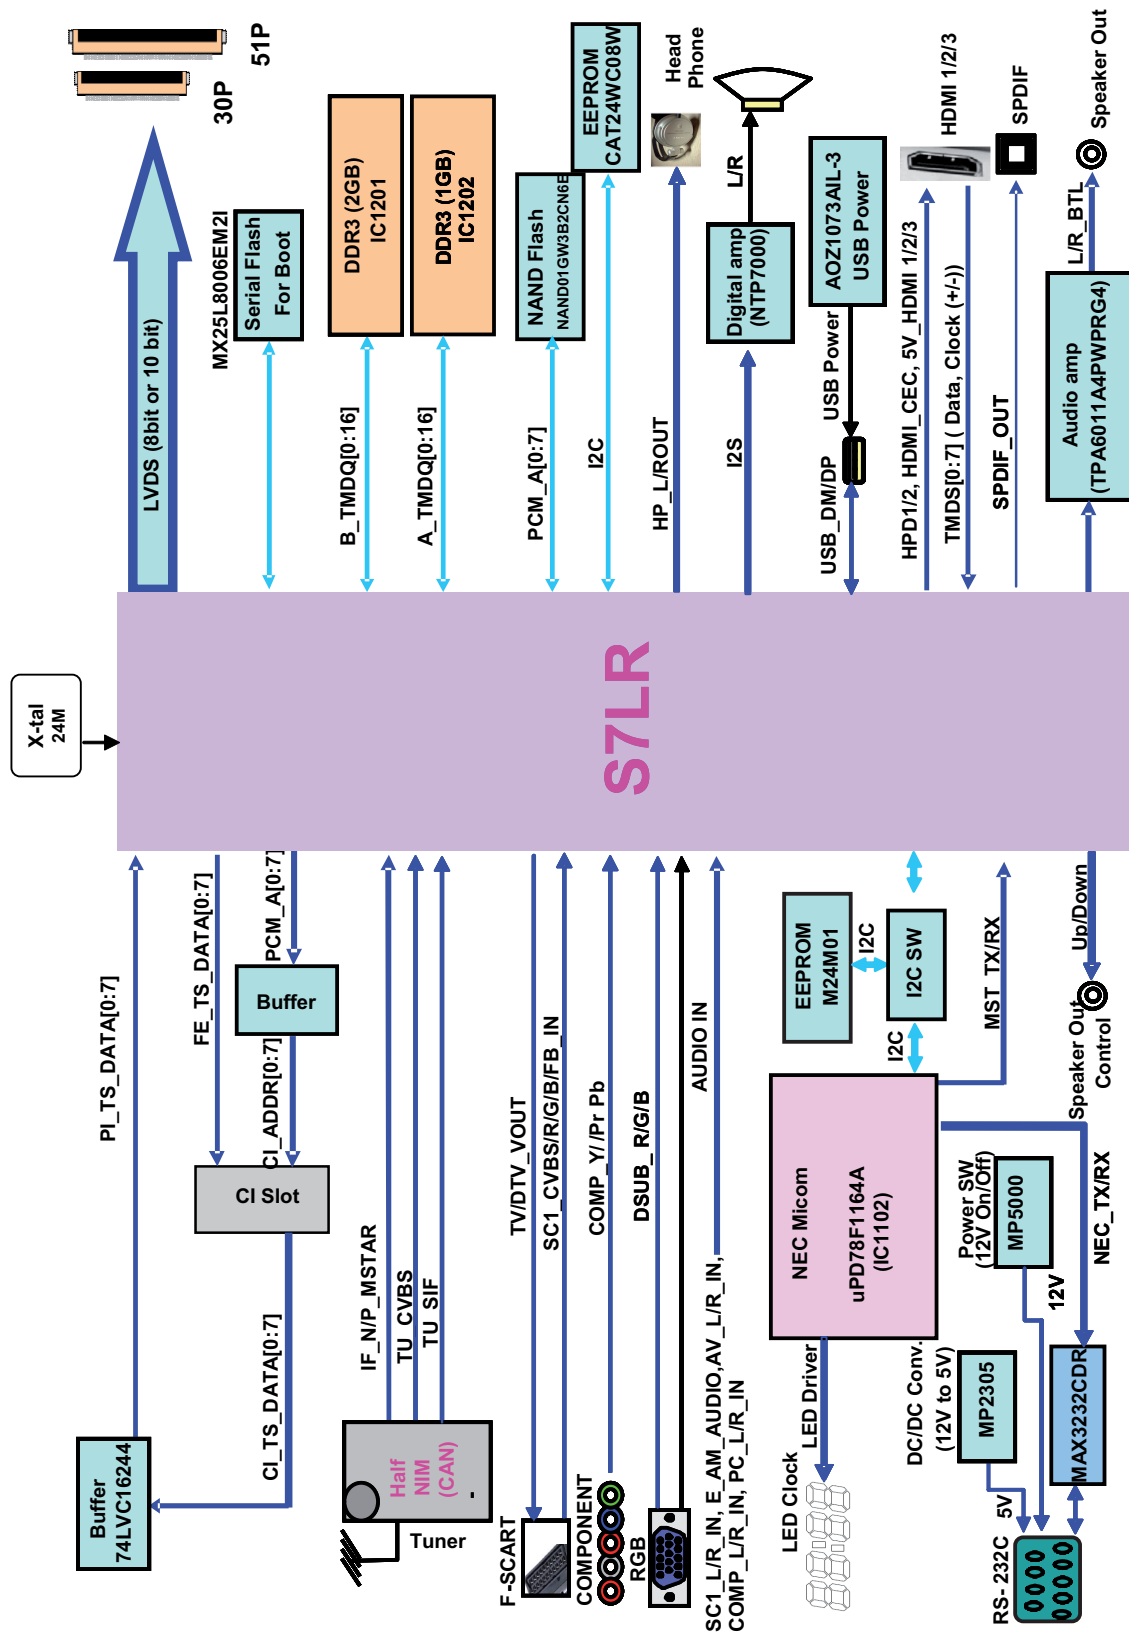 51P
30P
LVDS (8bit or 10 bit)
X-tal
24M
S7LR
MX25L8006EM2I
Serial Flash
For Boot
DDR3 (2GB)
IC1201
B_TMDQ[0:16]
DDR3 (1GB)
IC1202
A_TMDQ[0:16]
NAND Flash
NAND01GW3B2CN6E
PCM_A[0:7]
EEPROM
CAT24WC08W
I2C
Head
Phone
HP_L/ROUT
L/R
Digital amp
(NTP7000)
I2S
AOZ1073AIL-3
USB Power
USB Power
USB_DM/DP
HDMI 1/2/3
HPD1/2, HDMI_CEC, 5V_HDMI 1/2/3
TMDS[0:7] ( Data, Clock (+/-))
SPDIF
SPDIF_OUT
Speaker Out
L/R_BTL
Audio amp
(TPA6011A4PWPRG4)
PI_TS_DATA[0:7]
FE_TS_DATA[0:7]
PCM_A[0:7]
Buffer
CI_ADDR[0:7]
CI Slot
CI_TS_DATA[0:7]
Buffer
74LVC16244
IF_N/P_MSTAR
TU_CVBS
TU_SIF
Half
NIM
(CAN)
Tuner
TV/DTV_VOUT
SC1_CVBS/R/G/B/FB_IN
F-SCART
COMP_Y/ /Pr Pb
COMPONENT
DSUB_ R/G/B
RGB
AUDIO IN
SC1_L/R_IN, E_AM_AUDIO,AV_L/R_IN,
COMP_L/R_IN, PC_L/R_IN
EEPROM
M24M01
I2C
I2C SW
I2C
MST_TX/RX
NEC Micom
uPD78F1164A
(IC1102)
LED Driver
LED Clock
Up/Down
Speaker Out
Control
Power SW
(12V On/Off)
MP5000
12V
NEC_TX/RX
DC/DC Conv.
(12V to 5V)
MP2305
5V
MAX3232CDR
RS- 232C